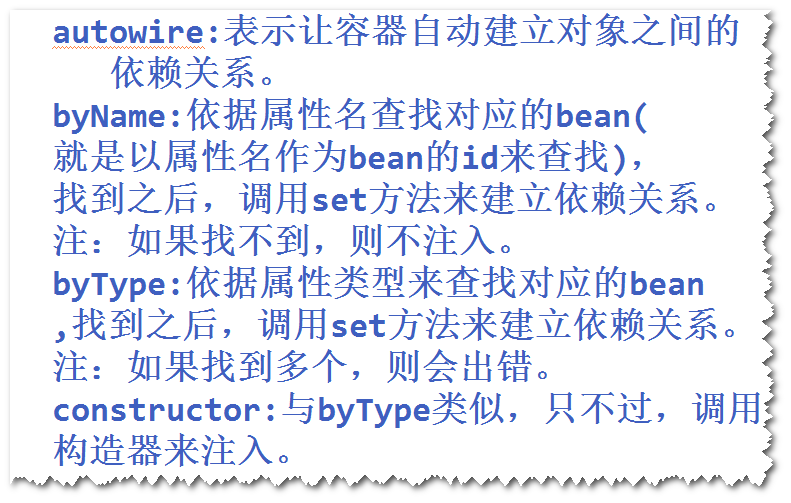 autowire:表示让容器自动建立对象之间的
依赖关系。
byName:依据属性名查找对应的bean(
就是以属性名作为bean的id来查找),
找到之后，调用set方法来建立依赖关系。
注：如果找不到，则不注入。
byType:依据属性类型来查找对应的bean
,找到之后，调用set方法来建立依赖关系。
注：如果找到多个，则会出错。
constructor:与byType类似，只不过，调用
构造器来注入。